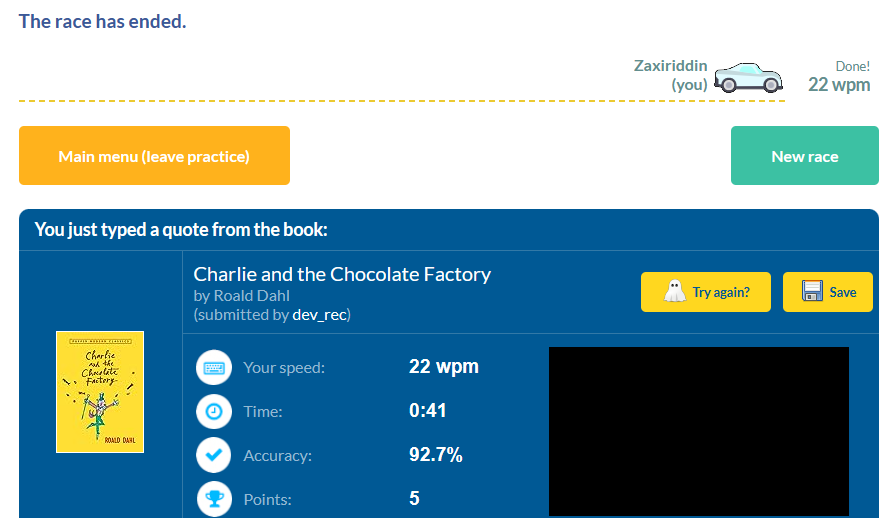 The race has ended.
Zaxiriddin
(you)
Done!
22 wpm
Main menu (leave practice)
New race
You just typed a quote from the book:
Charlie and the Chocolate Factory
by Roald Dahl
(submitted by dev_rec)
Try again?
Save
Charlie
and the
Chocolate
Factory
ROALD DAHL
Your speed:
22 wpm
Time:
0:41
Accuracy:
92.7%
Points:
5